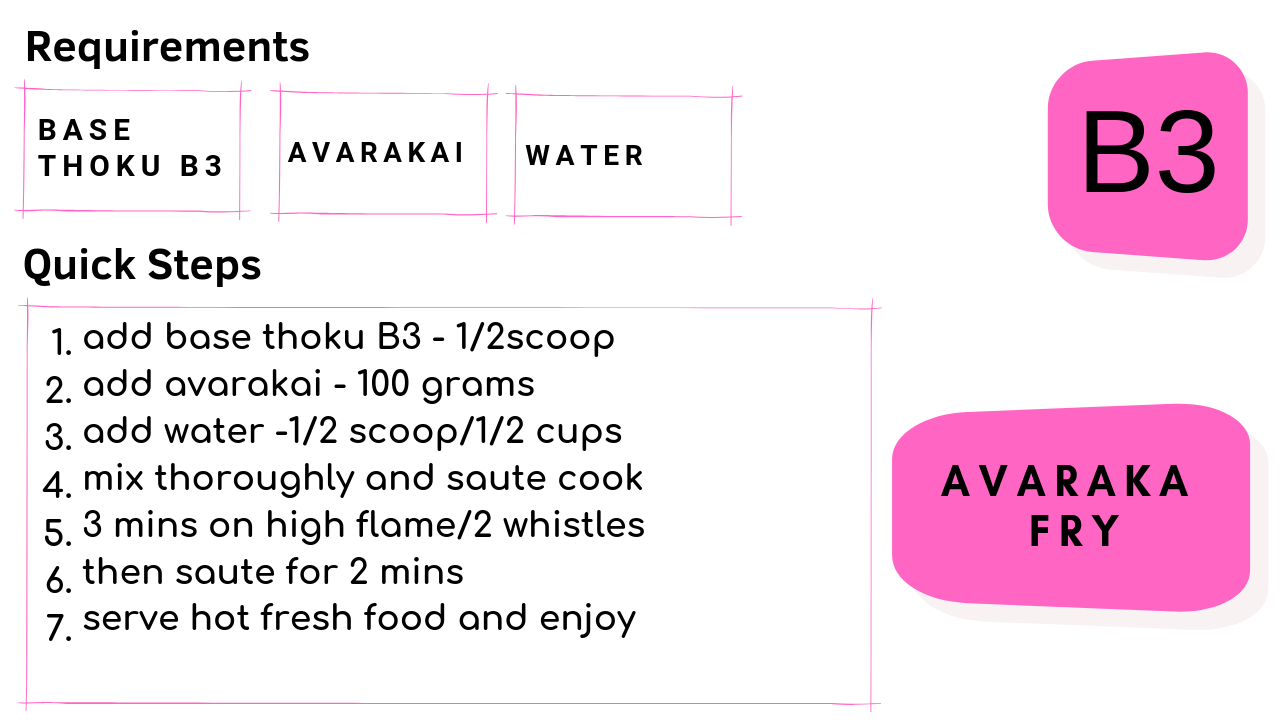 Requirements
BASE
THOKU B3
AVARAKAI
WATER
B3
Quick Steps
1. add base thoku B3 - 1/2scoop
2. add avarakai - 100 grams
3. add water -1/2 scoop/1/2 cups
4. mix thoroughly and saute cook
5. 3 mins on high flame/2 whistles
6. then saute for 2 mins
7. serve hot fresh food and enjoy
AVARAKA
FRY